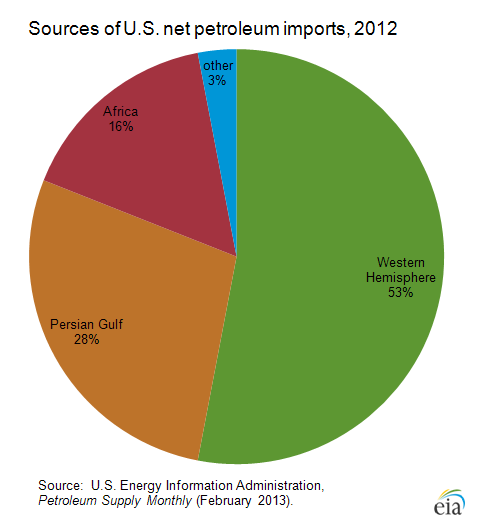 Sources of U.S. net petroleum imports, 2012
other
3%
Africa
16%
Western
Hemisphere
53%
Persian Gulf
28%
Source: U.S. Energy Information Administration,
Petroleum Supply Monthly (February 2013).
eia